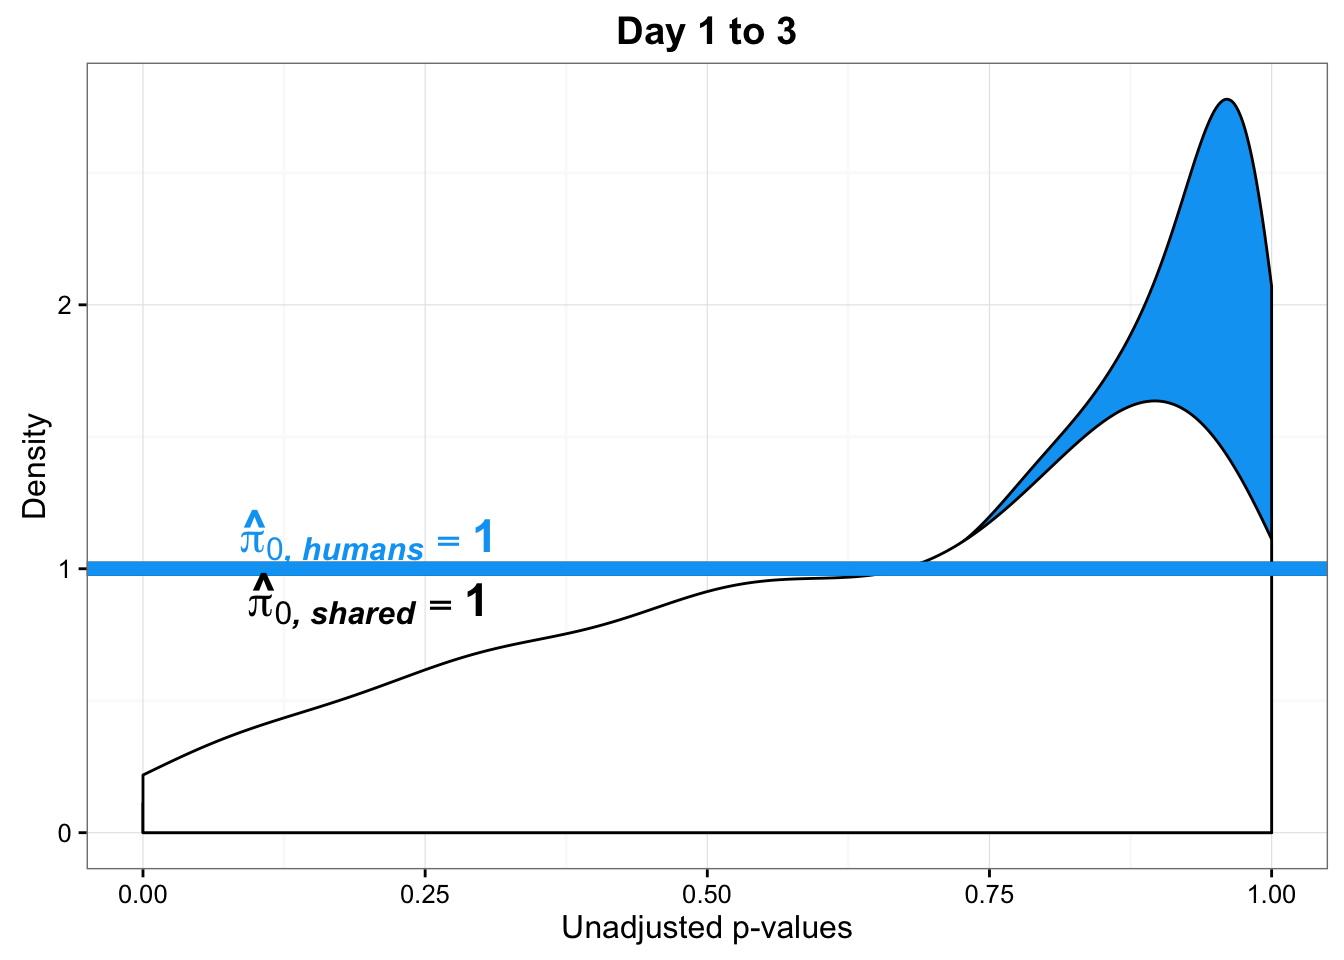 Day 1 to 3
Density
2
1
0
π̂0, humans = 1
π̂0, shared = 1
0.00 0.25 0.50 0.75 1.00
Unadjusted p-values